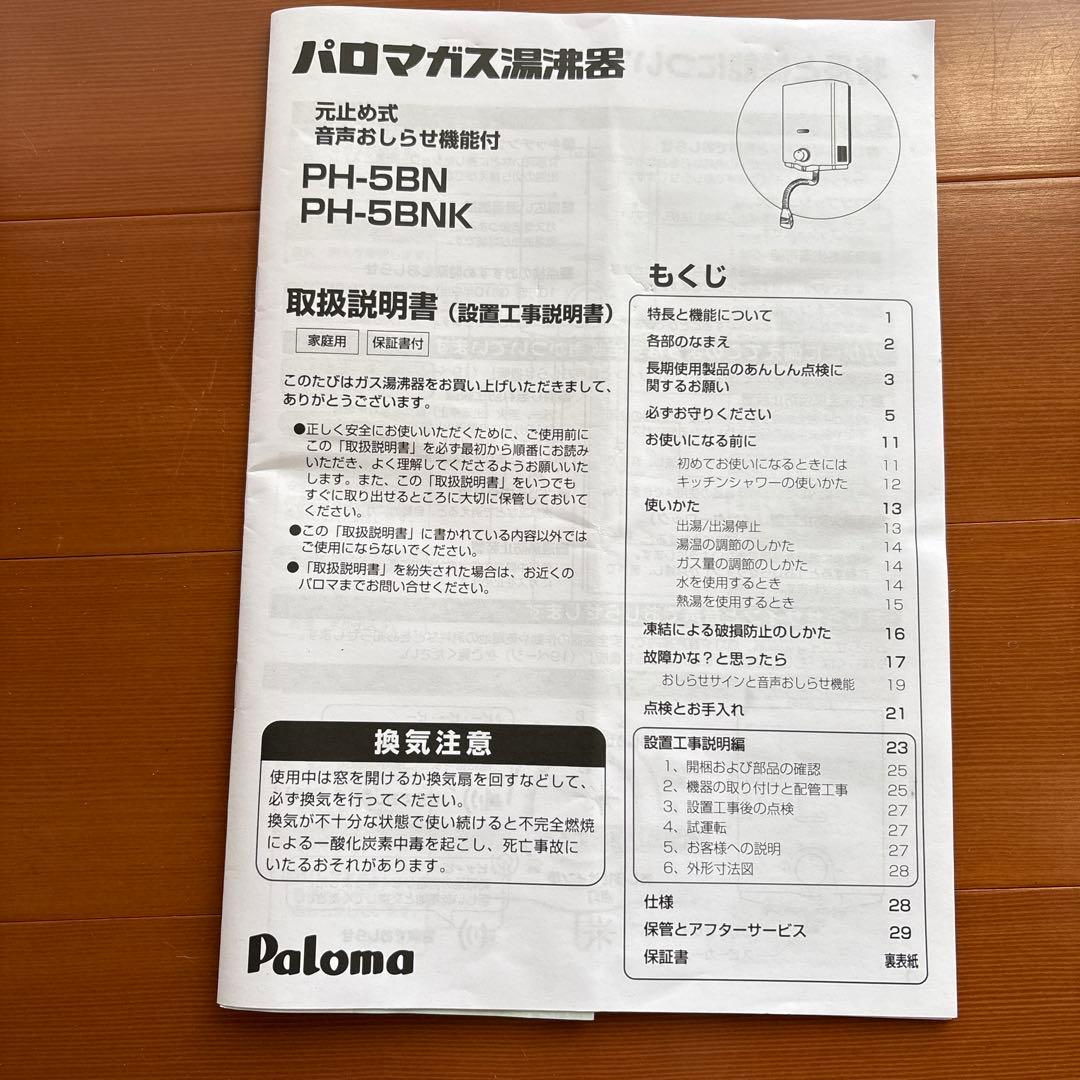 パロマガス湯沸器
元止め式
音声おしらせ機能付
PH-5BN
PH-5BNK
取扱説明書（設置工事説明書）
家庭用 保証書付
このたびはガス湯沸器をお買い上げいただきまして、
ありがとうございます。
●正しく安全にお使いいただくために、ご使用前に
この「取扱説明書」を必ず最初から順番にお読み
いただき、よく理解してくださるようお願いいた
します。また、この「取扱説明書」をいつでも
すぐに取り出せるところに大切に保管しておいて
ください。
●この「取扱説明書」に書かれている内容以外では
ご使用にならないでください。
●「取扱説明書」を紛失された場合は、お近くの
パロマまでお問い合せください。
換気注意
使用中は窓を開けるか換気扇を回すなどして、
必ず換気を行ってください。
換気が不十分な状態で使い続けると不完全燃焼
による一酸化炭素中毒を起こし、死亡事故に
いたるおそれがあります。
Paloma
もくじ
特長と機能について 1
各部のなまえ 2
長期使用製品のあんしん点検に
関するお願い 3
必ずお守りください 5
お使いになる前に 11
初めてお使いになるときには 11
キッチンシャワーの使いかた 12
使いかた 13
出湯/出湯停止 13
湯温の調節のしかた 14
ガス量の調節のしかた 14
水を使用するとき 14
熱湯を使用するとき 15
凍結による破損防止のしかた 16
故障かな？と思ったら 17
おしらせサインと音声おしらせ機能 19
点検とお手入れ 21
設置工事説明編 23
1、開梱および部品の確認 25
2、機器の取り付けと配管工事 25
3、設置工事後の点検 27
4、試運転 27
5、お客様への説明 27
6、外形寸法図 28
仕様 28
保管とアフターサービス 29
保証書 裏表紙